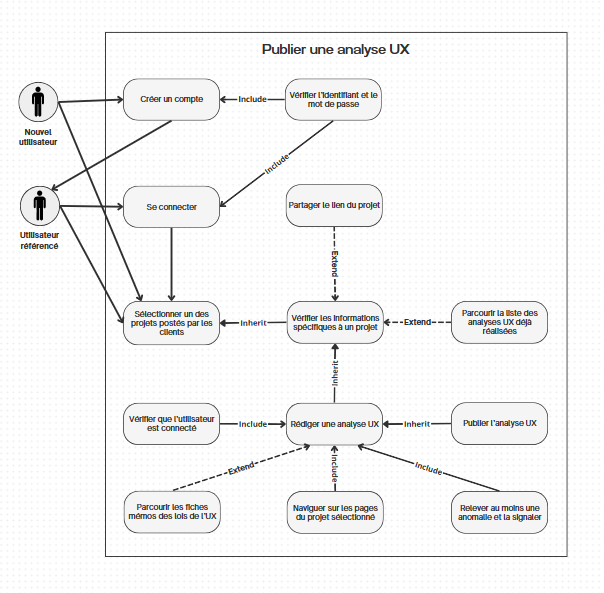 Publier une analyse UX
Nouvel
utilisateur
Créer un compte
Include
Vérifier l'identifiant et le
mot de passe
Include
Utilisateur
référencé
Se connecter
Partager le lien du projet
Extend
Sélectionner un des
projets postés par les
clients
Inherit
Vérifier les informations
spécifiques à un projet
Extend
Parcourir la liste des
analyses UX déjà
réalisées
Inherit
Vérifier que l'utilisateur
est connecté
Include
Rédiger une analyse UX
Inherit
Publier l'analyse UX
Extend
Include
Include
Parcourir les fiches
mémos des lois de l'UX
Naviguer sur les pages
du projet sélectionné
Relever au moins une
anomalie et la signaler